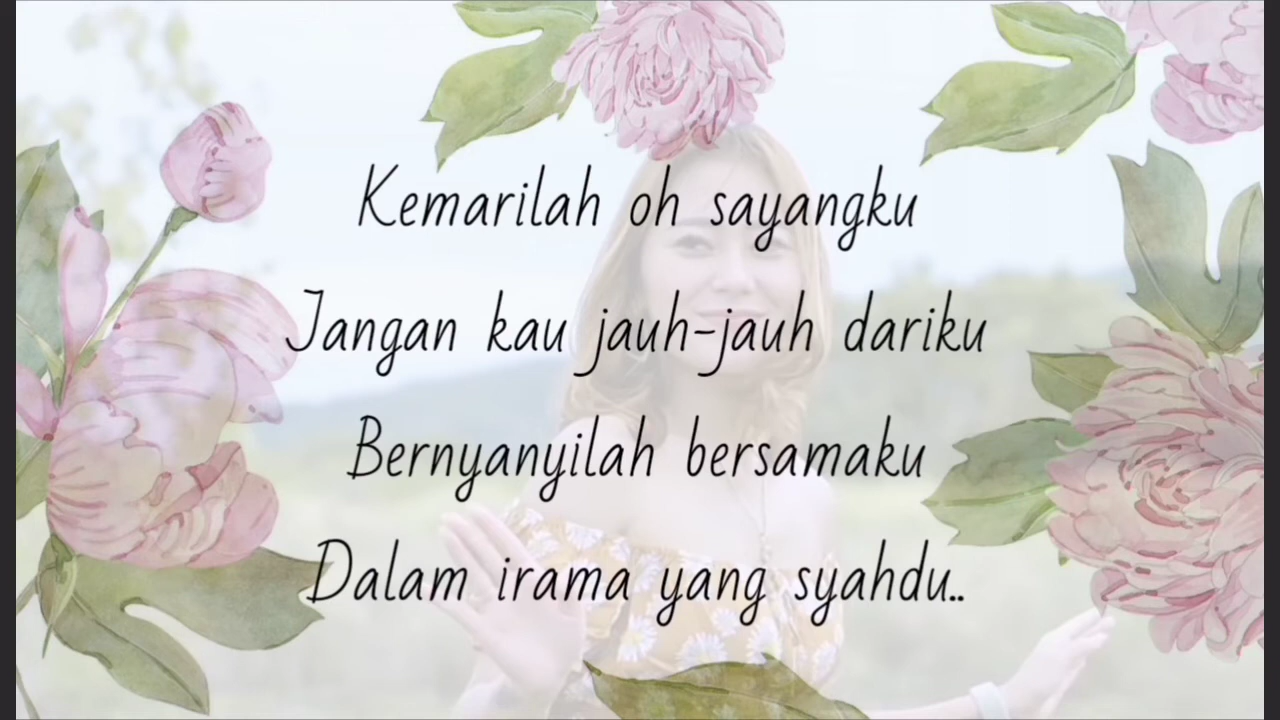 Kemarilah oh sayangku
Jangan kau jauh-jauh dariku
Bernyanyilah bersamaku
Dalam irama yang syahdu..